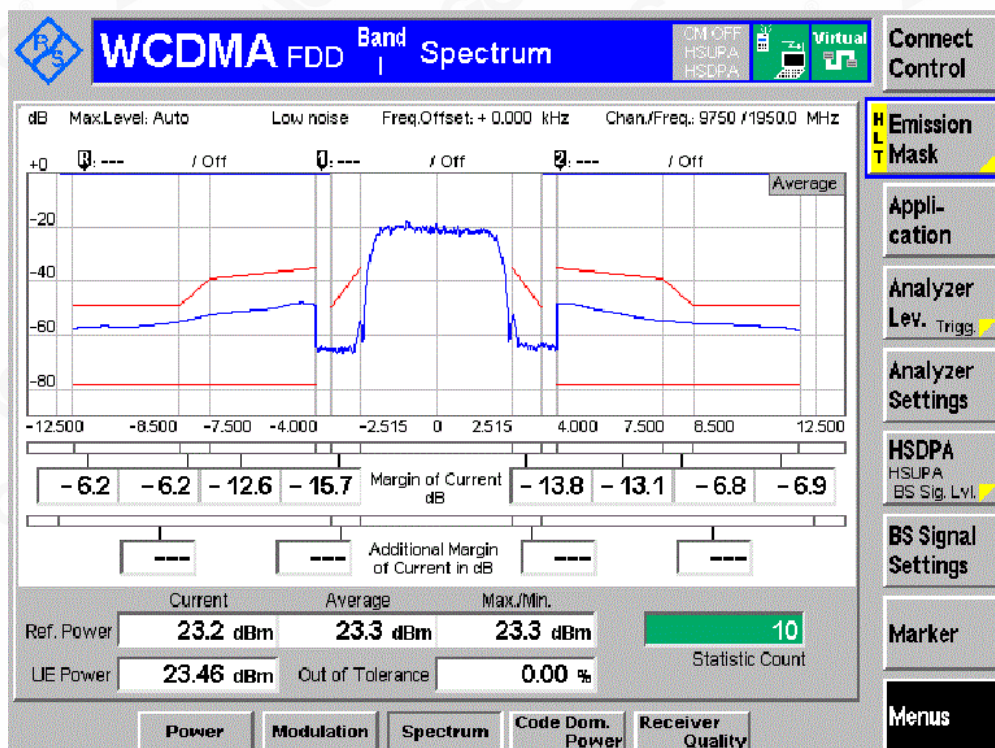 R S
WCDMA FDD Band I Spectrum
CM OFF
HSUPA
HSDPA
Virtual
Connect
Control
dB Max.Level: Auto Low noise Freq.Offset: + 0.000 kHz Chan./Freq.: 9750 / 1950.0 MHz
HLT
Emission
Mask
R: --- / Off 1: --- / Off 2: --- / Off
+0
Average
-20
-40
-60
-80
-12.500 -8.500 -7.500 -4.000 -2.515 0 2.515 4.000 7.500 8.500 12.500
Appli-
cation
Analyzer
Lev. Trigg.
Analyzer
Settings
HSDPA
HSUPA
BS Sig. Lvl.
- 6.2 - 6.2 - 12.6 - 15.7 Margin of Current dB - 13.8 - 13.1 - 6.8 - 6.9
--- --- Additional Margin of Current in dB --- ---
BS Signal
Settings
Current Average Max./Min.
Ref. Power 23.2 dBm 23.3 dBm 23.3 dBm 10
Statistic Count
UE Power 23.46 dBm Out of Tolerance 0.00 %
Marker
Menus
Power Modulation Spectrum Code Dom. Power Receiver Quality